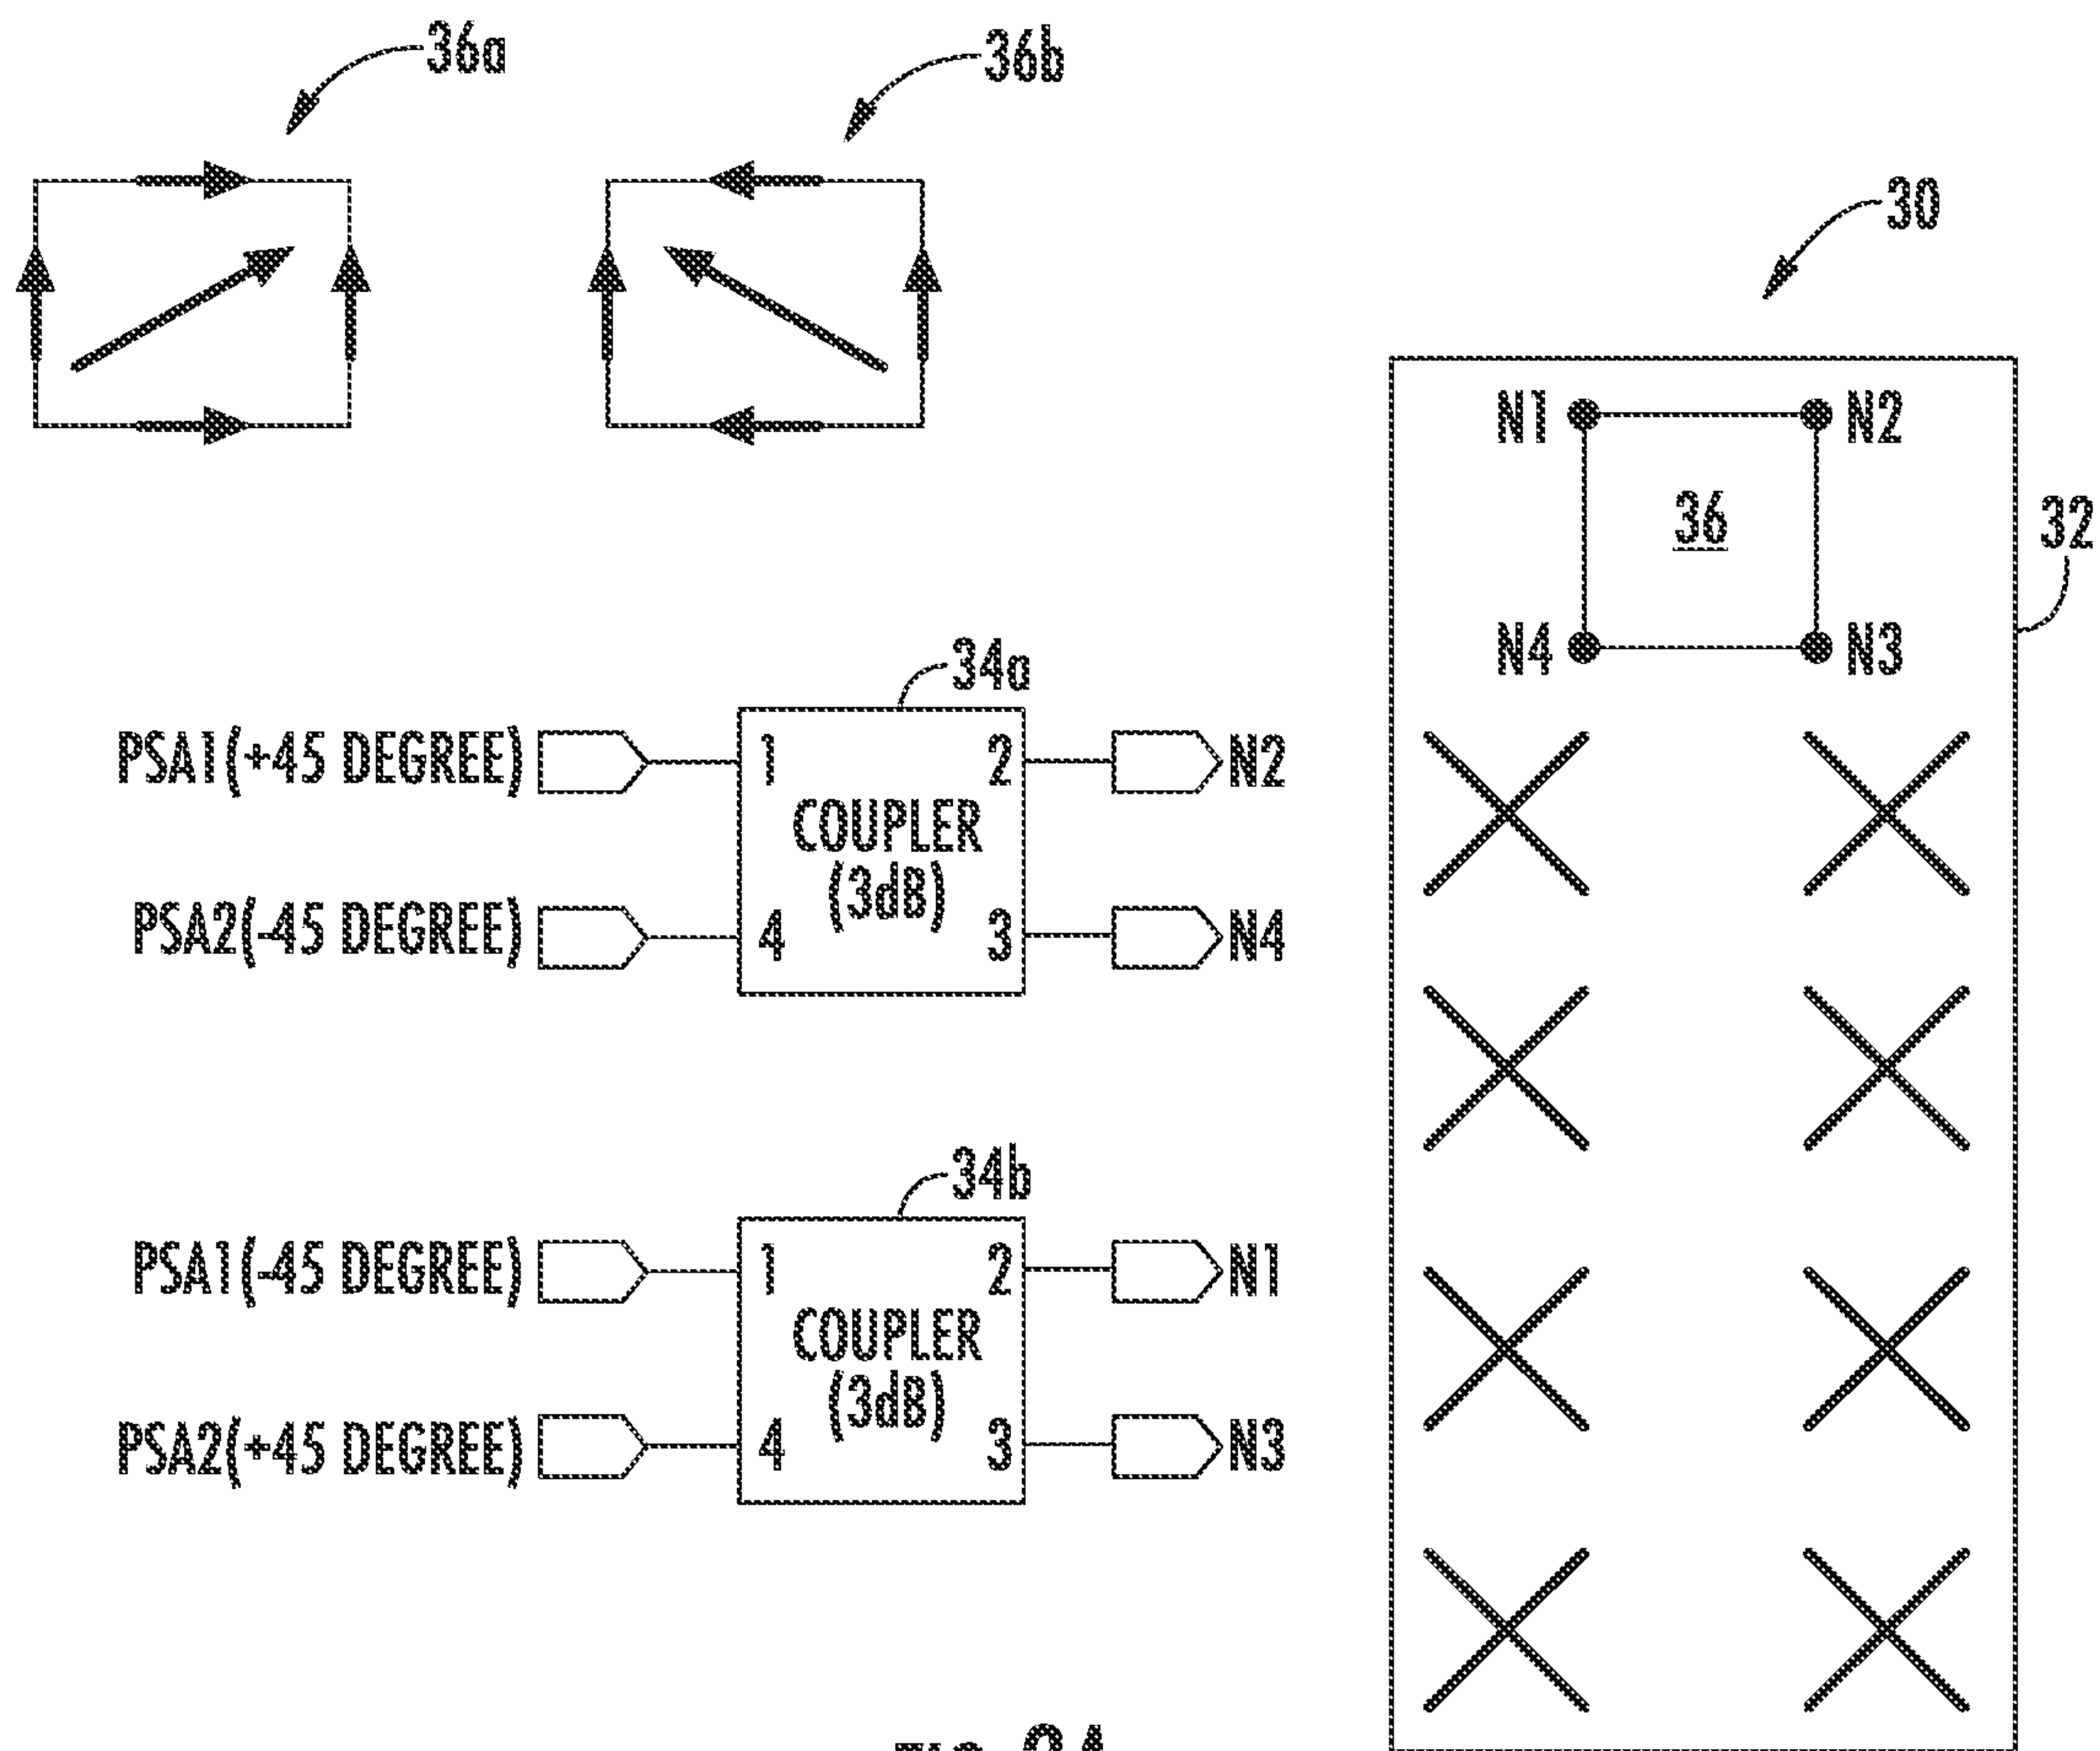 36a
36b
30
N1
N2
36
32
N4
N3
34a
PSA1(+45 DEGREE)
1
2
N2
COUPLER
(3dB)
PSA2(-45 DEGREE)
4
3
N4
34b
PSA1(-45 DEGREE)
1
2
N1
COUPLER
(3dB)
PSA2(+45 DEGREE)
4
3
N3